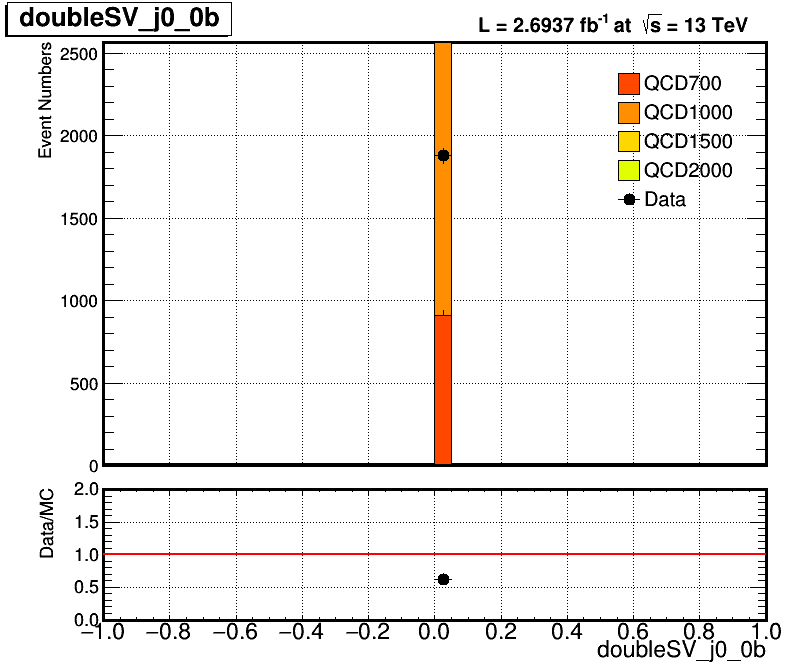 doubleSV_j0_0b
L = 2.6937 fb-1 at √s = 13 TeV
Event Numbers
2500
2000
1500
1000
500
0
QCD700
QCD1000
QCD1500
QCD2000
Data
Data/MC
2.0
1.5
1.0
0.5
0.0
−1.0 −0.8 −0.6 −0.4 −0.2 0.0 0.2 0.4 0.6 0.8 1.0
doubleSV_j0_0b